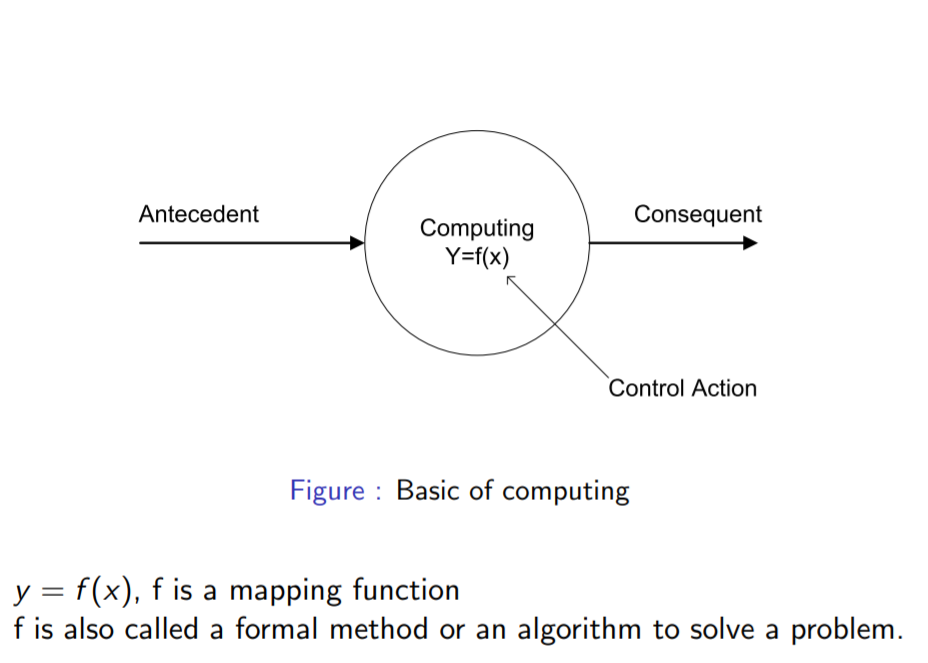 Antecedent
Consequent
Computing
Y=f(x)
Control Action
Figure : Basic of computing
y = f(x), f is a mapping function
f is also called a formal method or an algorithm to solve a problem.